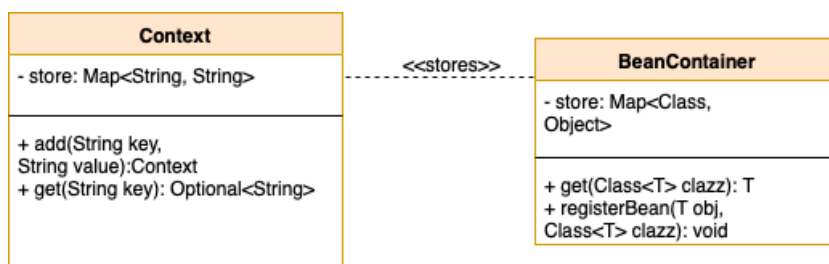 Context
- store: Map<String, String>
+ add(String key,
String value):Context
+ get(String key): Optional<String>
<<stores>>
BeanContainer
- store: Map<Class,
Object>
+ get(Class<T> clazz): T
+ registerBean(T obj,
Class<T> clazz): void